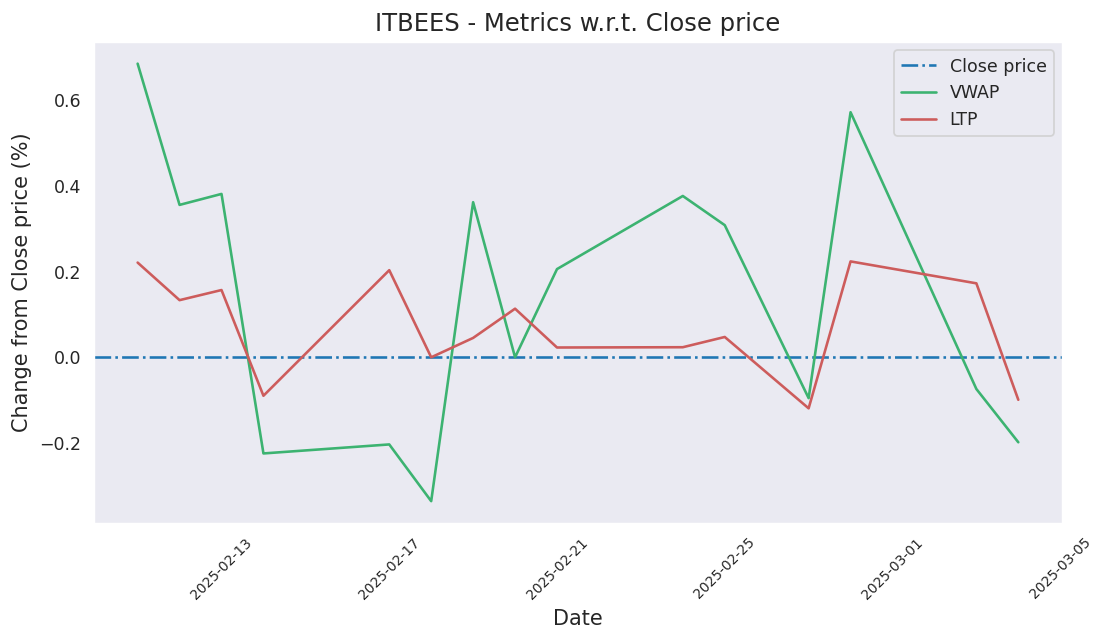 ITBEES - Metrics w.r.t. Close price
Close price
VWAP
LTP
Change from Close price (%)
0.6
0.4
0.2
0.0
−0.2
2025-02-13
2025-02-17
2025-02-21
2025-02-25
2025-03-01
2025-03-05
Date